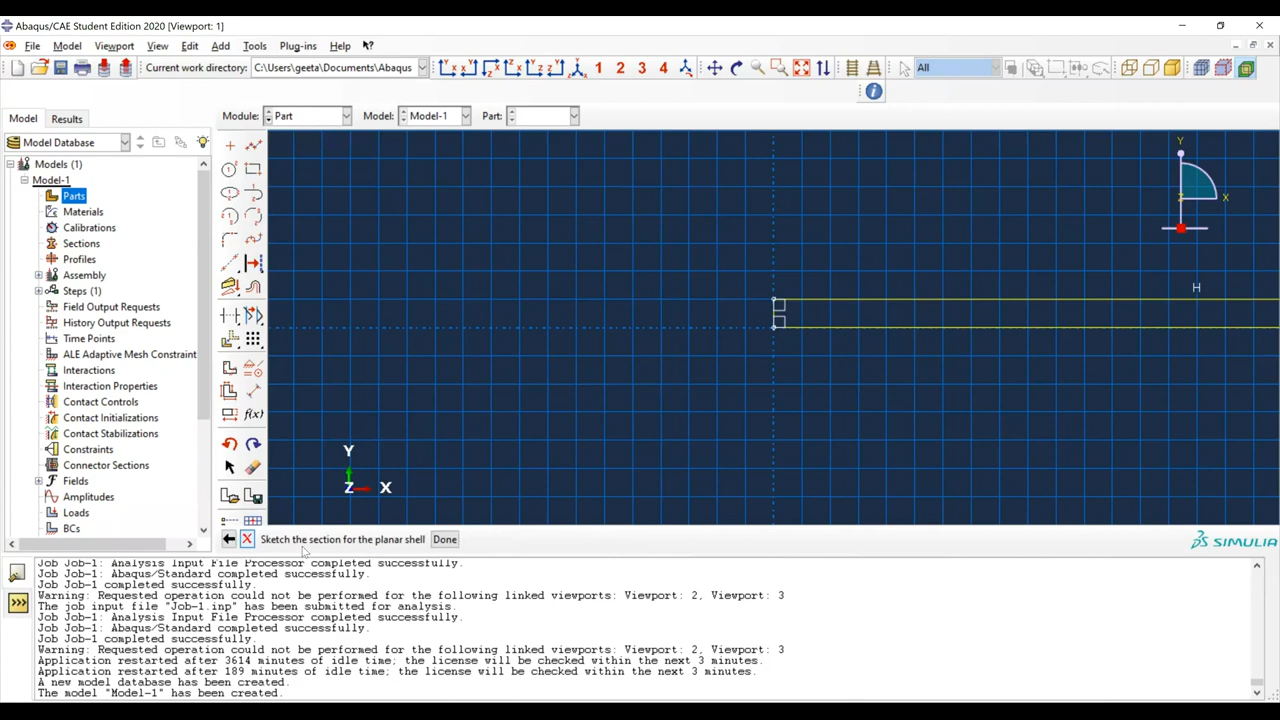 Abaqus/CAE Student Edition 2020 [Viewport: 1]
File Model Viewport View Edit Add Tools Plug-ins Help
Current work directory: C:\Users\geeta\Documents\Abaqus 1 2 3 4 All
Model Results Module: Part Model: Model-1 Part:
Model Database
Models (1)
Model-1
Parts
Materials
Calibrations
Sections
Profiles
Assembly
Steps (1)
Field Output Requests
History Output Requests
Time Points
ALE Adaptive Mesh Constraint
Interactions
Interaction Properties
Contact Controls
Contact Initializations
Contact Stabilizations
Constraints
Connector Sections
Fields
Amplitudes
Loads
BCs
f(x)
Y
Z X
H
Y
Z X
Sketch the section for the planar shell Done
SIMULIA
Job Job-1: Analysis Input File Processor completed successfully.
Job Job-1: Abaqus/Standard completed successfully.
Job Job-1 completed successfully.
Warning: Requested operation could not be performed for the following linked viewports: Viewport: 2, Viewport: 3
The job input file "Job-1.inp" has been submitted for analysis.
Job Job-1: Analysis Input File Processor completed successfully.
Job Job-1: Abaqus/Standard completed successfully.
Job Job-1 completed successfully.
Warning: Requested operation could not be performed for the following linked viewports: Viewport: 2, Viewport: 3
Application restarted after 3614 minutes of idle time; the license will be checked within the next 3 minutes.
Application restarted after 189 minutes of idle time; the license will be checked within the next 3 minutes.
A new model database has been created.
The model "Model-1" has been created.